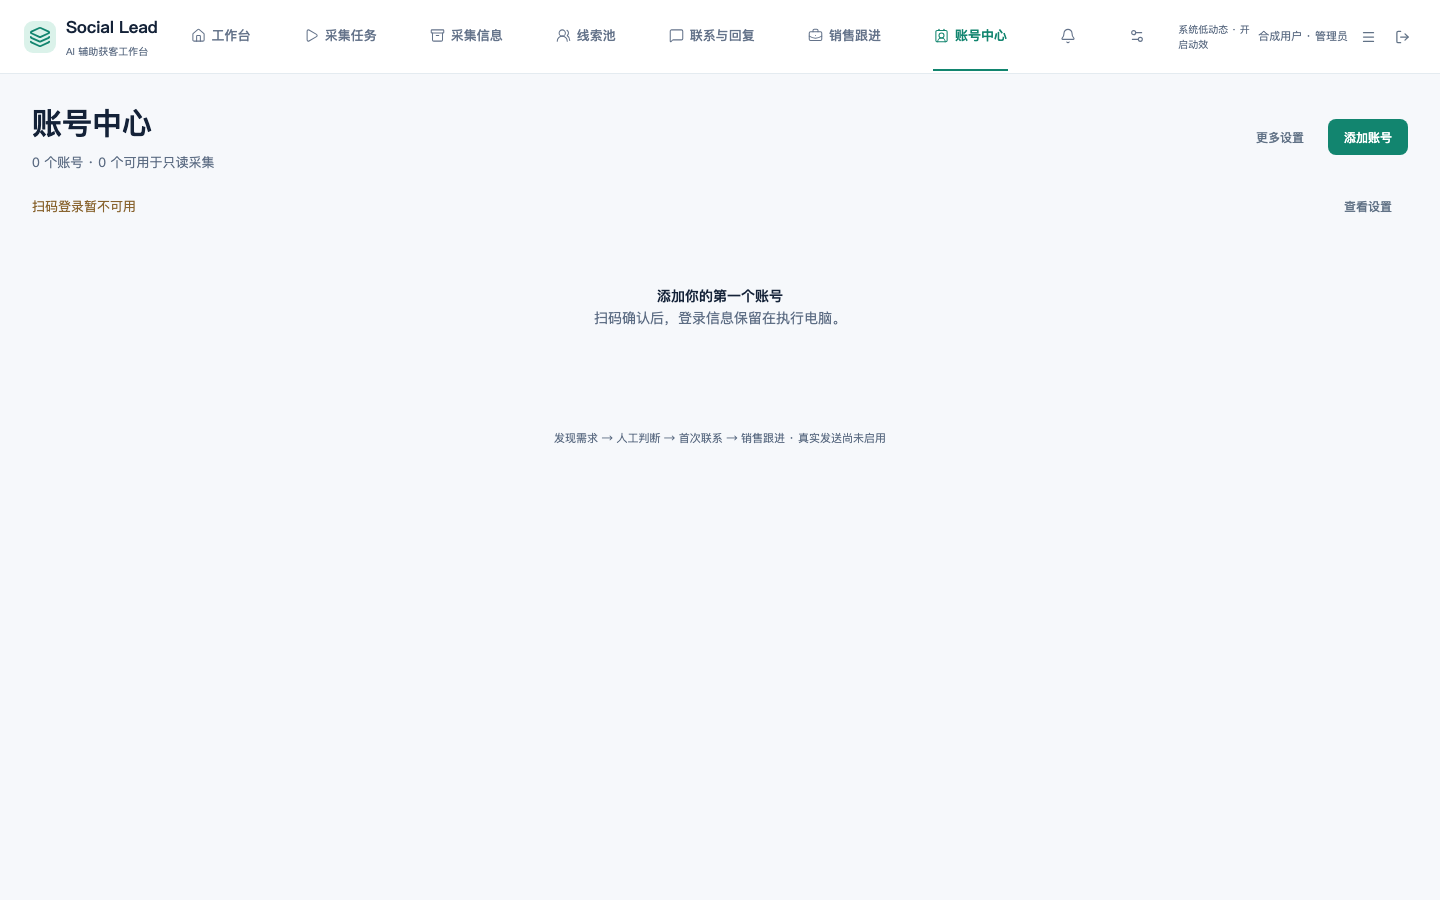 Social Lead
AI 辅助获客工作台
工作台
采集任务
采集信息
线索池
联系与回复
销售跟进
账号中心
系统低动态 · 开
启动效
合成用户 · 管理员
账号中心
0 个账号 · 0 个可用于只读采集
更多设置
添加账号
扫码登录暂不可用
查看设置
添加你的第一个账号
扫码确认后，登录信息保留在执行电脑。
发现需求 → 人工判断 → 首次联系 → 销售跟进 · 真实发送尚未启用